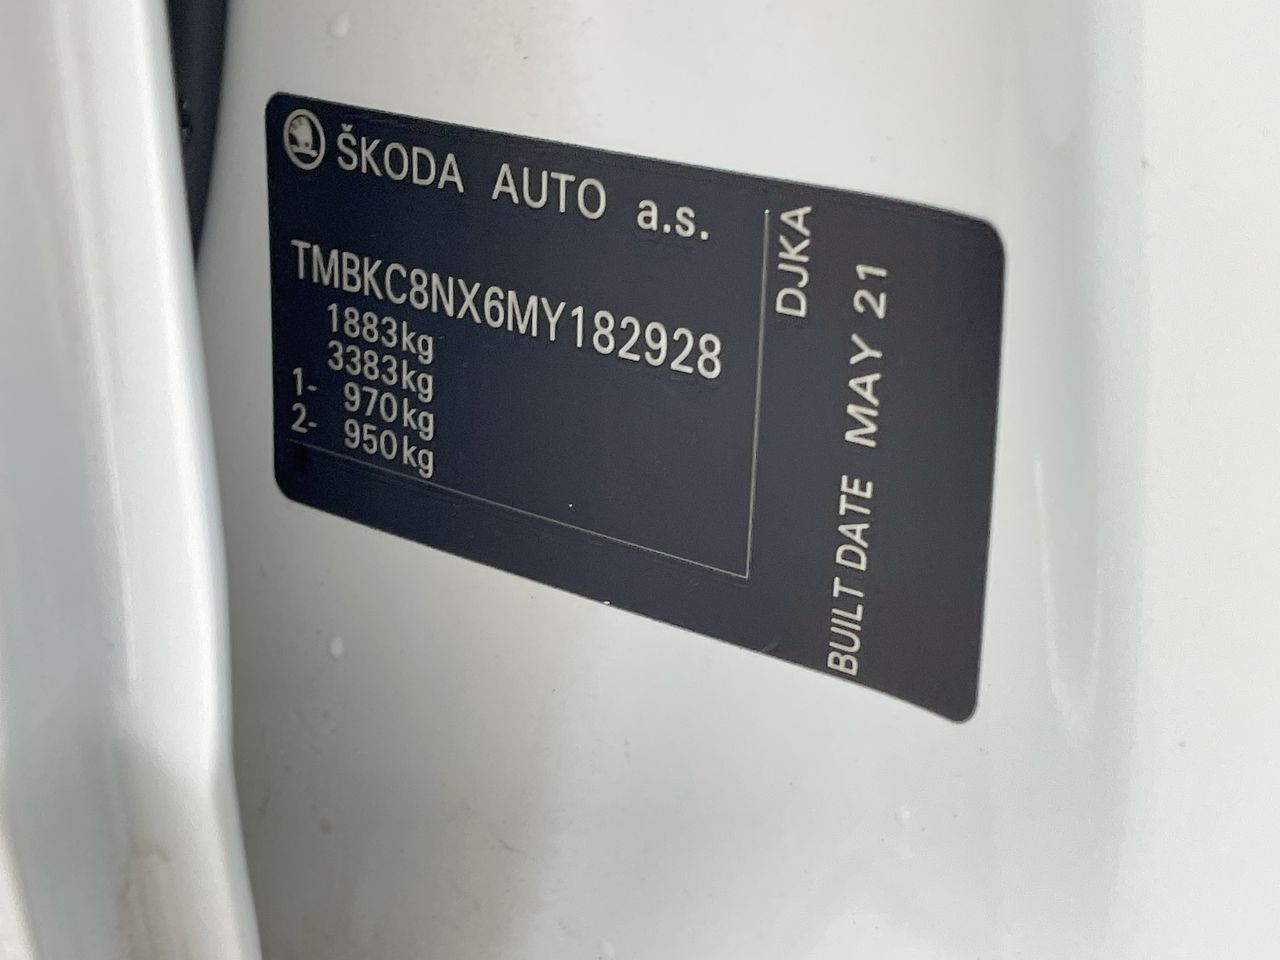 ŠKODA AUTO a.s.
TMBKC8NX6MY182928
1883kg
3383kg
1- 970kg
2- 950kg
DJKA
BUILT DATE MAY 21